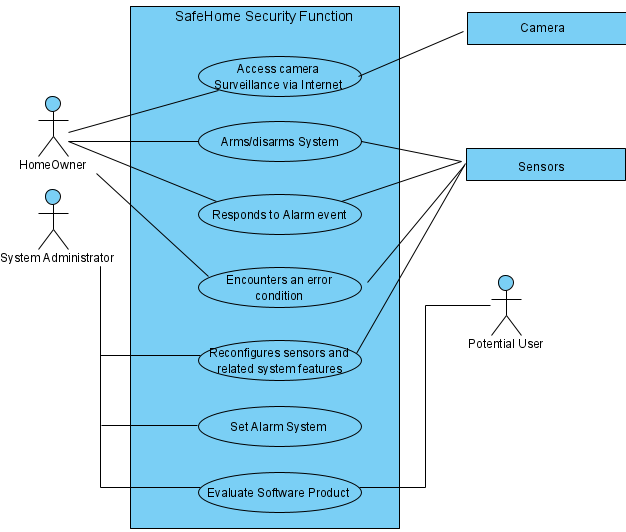 SafeHome Security Function
Camera
Access camera
Surveillance via Internet
Arms/disarms System
HomeOwner
Sensors
Responds to Alarm event
System Administrator
Encounters an error
condition
Potential User
Reconfigures sensors and
related system features
Set Alarm System
Evaluate Software Product